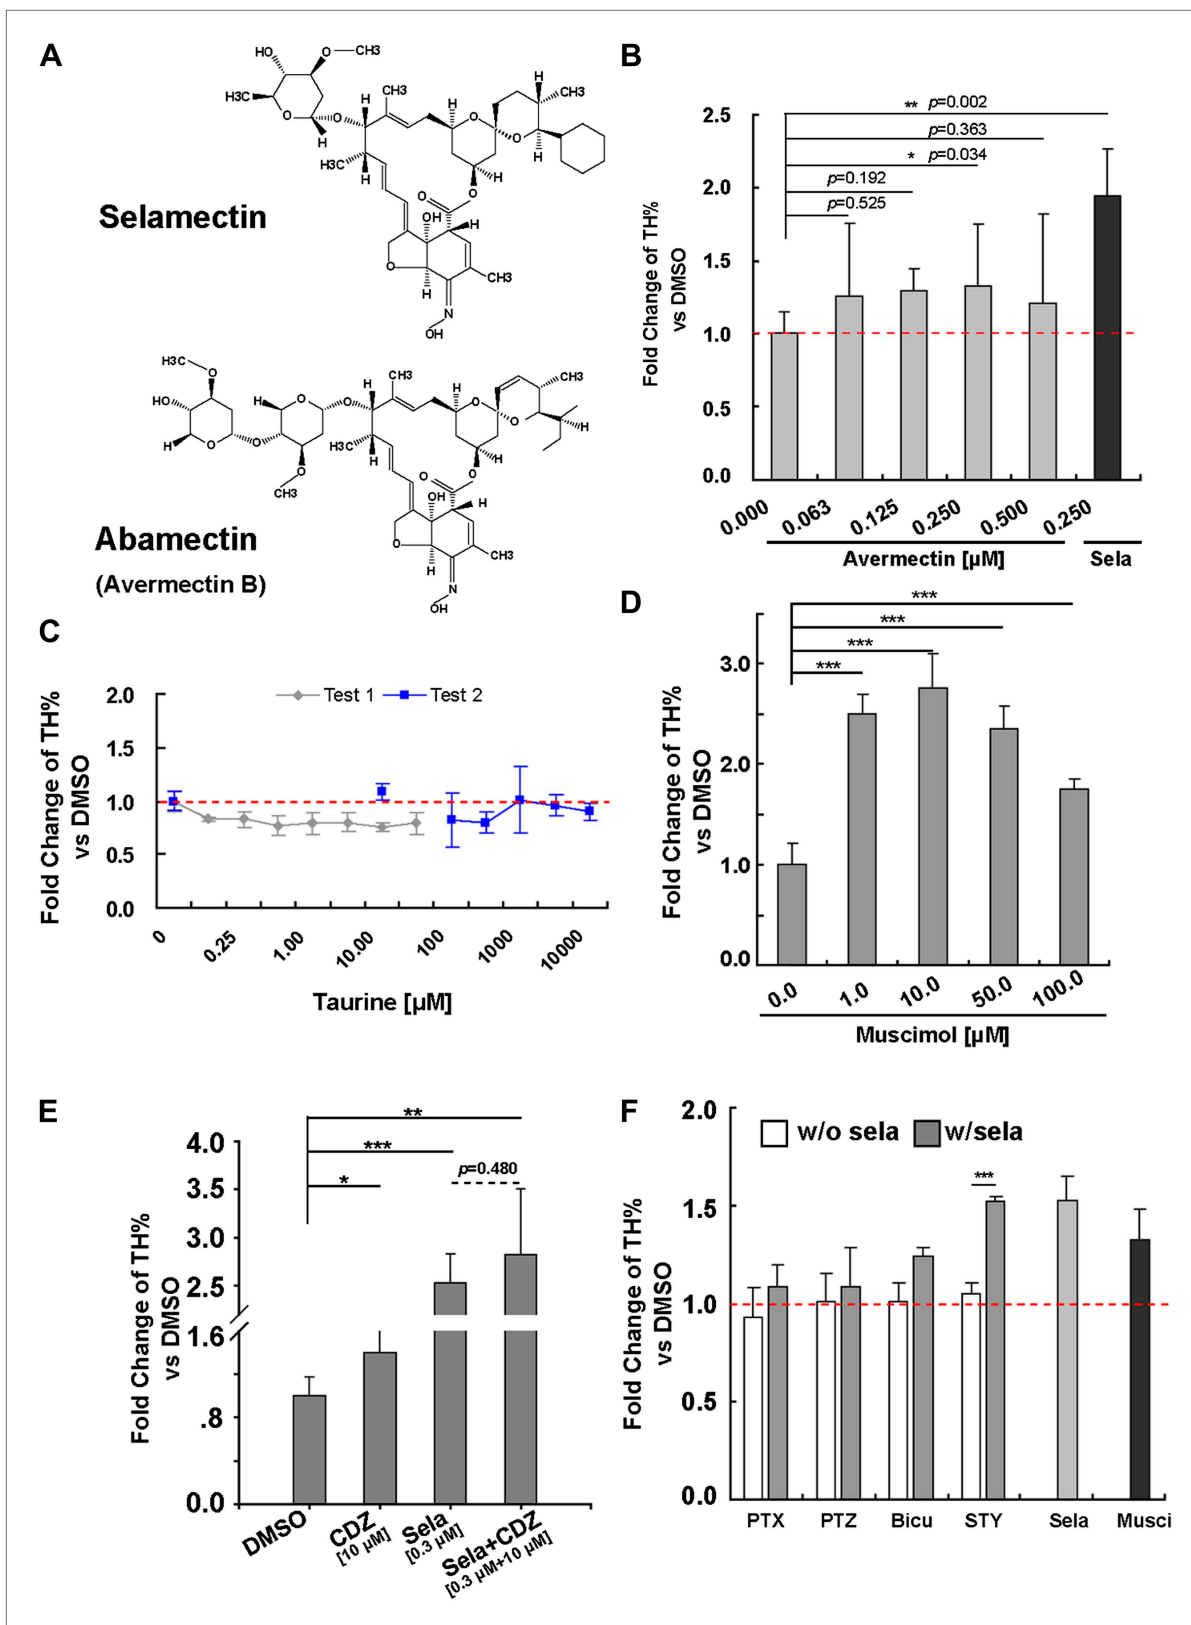 A
HO
O
CH3
H3C
O
H
O
H
CH3
H
O
H
CH3
O
H
H3C
H
H
O
O
OH
H
O
CH3
H
N
OH
Selamectin
H3C
O
HO
H
O
O
H
O
O
CH3
O
H
CH3
H
O
CH3
O
H
H3C
H
H
O
O
OH
H
O
CH3
H
N
OH
Abamectin
(Avermectin B)
B
Fold Change of TH%
vs DMSO
2.5
2.0
1.5
1.0
0.5
0.0
** p=0.002
p=0.363
* p=0.034
p=0.192
p=0.525
0.000
0.063
0.125
0.250
0.500
0.250
Avermectin [µM]
Sela
C
Fold Change of TH%
vs DMSO
2.0
1.5
1.0
0.5
0.0
Test 1
Test 2
0
0.25
1.00
10.00
100
1000
10000
Taurine [µM]
D
Fold Change of TH%
vs DMSO
3.0
2.0
1.0
0.0
***
***
***
***
0.0
1.0
10.0
50.0
100.0
Muscimol [µM]
E
Fold Change of TH%
vs DMSO
4.0
3.5
3.0
2.5
1.6
.8
0.0
**
***
p=0.480
*
DMSO
CDZ
[10 µM]
Sela
[0.3 µM]
Sela+CDZ
[0.3 µM+10 µM]
F
Fold Change of TH%
vs DMSO
2.0
1.5
1.0
0.5
0.0
w/o sela
w/sela
***
PTX
PTZ
Bicu
STY
Sela
Musci